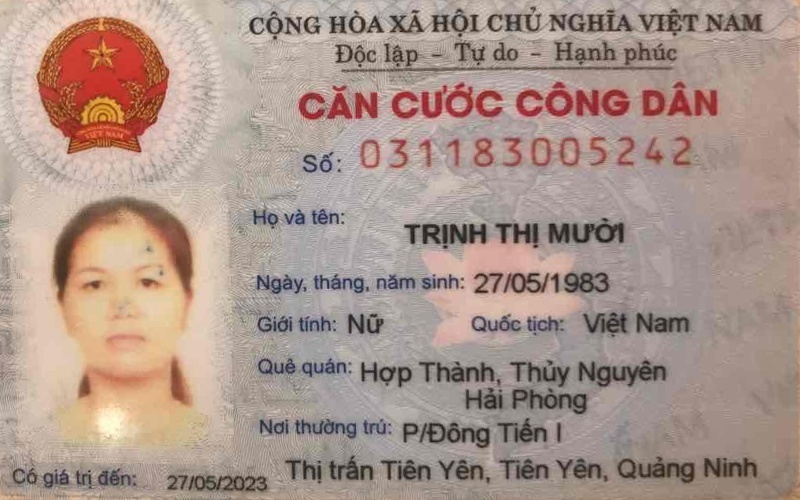 CỘNG HÒA XÃ HỘI CHỦ NGHĨA VIỆT NAM
Độc lập - Tự do - Hạnh phúc
CĂN CƯỚC CÔNG DÂN
Số: 031183005242
Họ và tên: TRỊNH THỊ MƯỜI
Ngày, tháng, năm sinh: 27/05/1983
Giới tính: Nữ Quốc tịch: Việt Nam
Quê quán: Hợp Thành, Thủy Nguyên
Hải Phòng
Nơi thường trú: P/Đông Tiến I
Thị trấn Tiên Yên, Tiên Yên, Quảng Ninh
Có giá trị đến: 27/05/2023
VIỆT NAM